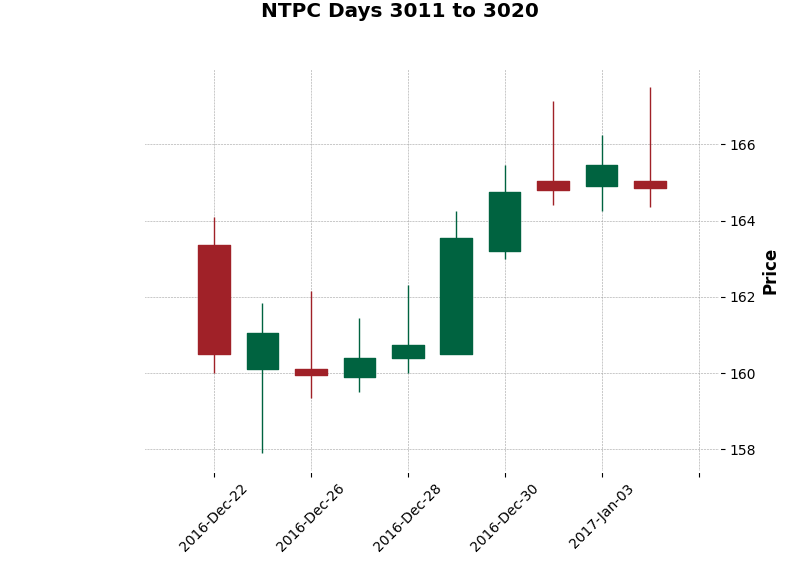 NTPC Days 3011 to 3020
166
164
162
160
158
Price
2016-Dec-22
2016-Dec-26
2016-Dec-28
2016-Dec-30
2017-Jan-03